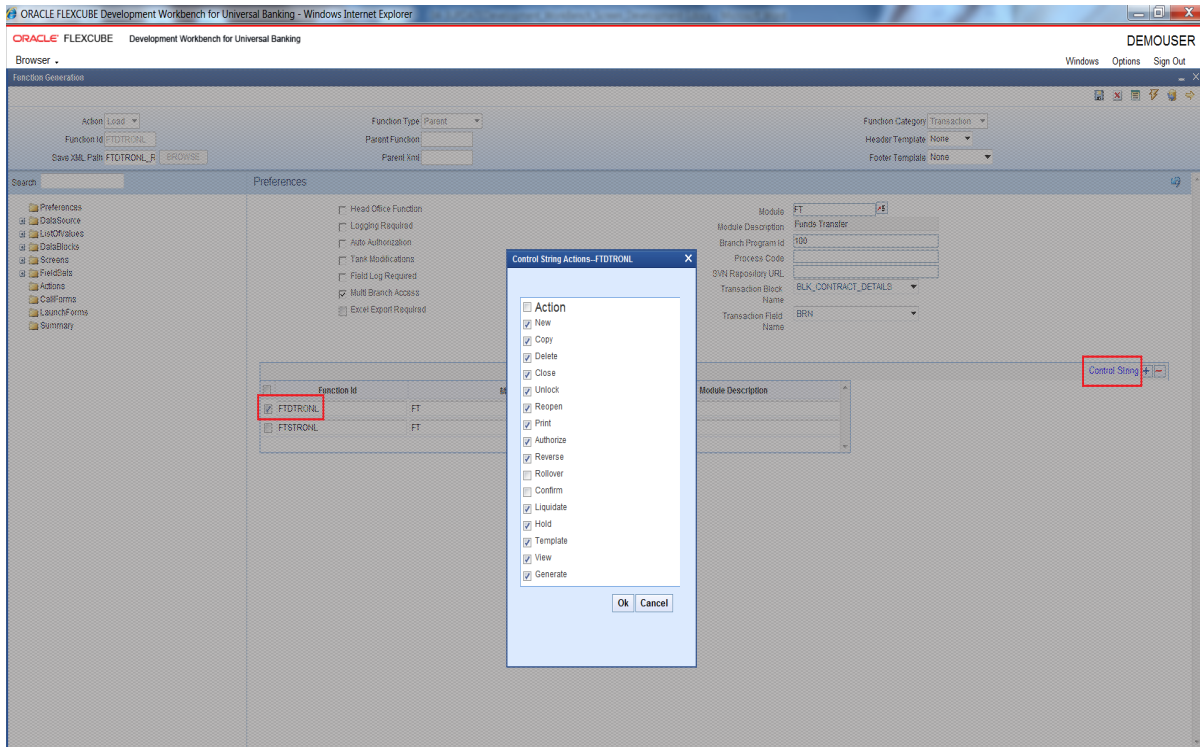 ORACLE FLEXCUBE Development Workbench for Universal Banking - Windows Internet Explorer
ORACLE FLEXCUBE Development Workbench for Universal Banking
DEMOUSER
Browser
Windows Options Sign Out
Function Generation
Action Load
Function Type Parent
Function Category Transaction
Function Id FTDTRONL
Parent Function
Header Template None
Save XML Path FTDTRONL_R BROWSE
Parent Xml
Footer Template None
Search
Preferences
Preferences
DataSource
ListOfValues
DataBlocks
Screens
FieldSets
Actions
CallForms
LaunchForms
Summary
Head Office Function
Logging Required
Auto Authorization
Tank Modifications
Field Log Required
Multi Branch Access
Excel Export Required
Module FT
Module Description Funds Transfer
Branch Program Id 100
Process Code
SVN Repository URL
Transaction Block Name BLK_CONTRACT_DETAILS
Transaction Field Name BRN
Control String + -
Function Id
Module Description
FTDTRONL FT
FTSTRONL FT
Control String Actions--FTDTRONL X
Action
New
Copy
Delete
Close
Unlock
Reopen
Print
Authorize
Reverse
Rollover
Confirm
Liquidate
Hold
Template
View
Generate
Ok Cancel